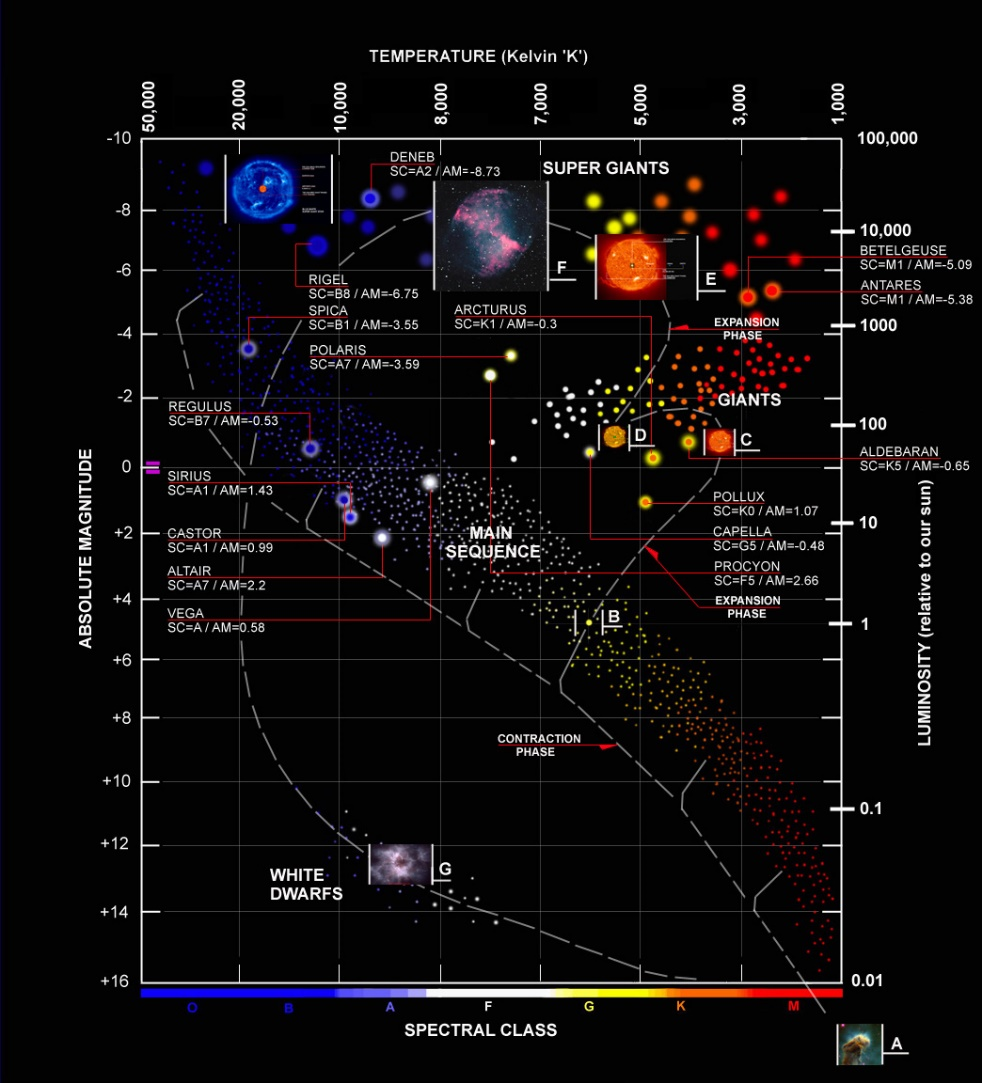 TEMPERATURE (Kelvin 'K')
50,000
20,000
10,000
8,000
7,000
5,000
3,000
1,000
-10
-8
-6
-4
-2
0
+2
+4
+6
+8
+10
+12
+14
+16
ABSOLUTE MAGNITUDE
100,000
10,000
1000
100
10
1
0.1
0.01
LUMINOSITY (relative to our sun)
DENEB
SC=A2 / AM=-8.73
SUPER GIANTS
F
E
RIGEL
SC=B8 / AM=-6.75
SPICA
SC=B1 / AM=-3.55
POLARIS
SC=A7 / AM=-3.59
ARCTURUS
SC=K1 / AM=-0.3
BETELGEUSE
SC=M1 / AM=-5.09
ANTARES
SC=M1 / AM=-5.38
EXPANSION
PHASE
GIANTS
D
C
REGULUS
SC=B7 / AM=-0.53
ALDEBARAN
SC=K5 / AM=-0.65
SIRIUS
SC=A1 / AM=1.43
CASTOR
SC=A1 / AM=0.99
ALTAIR
SC=A7 / AM=2.2
VEGA
SC=A / AM=0.58
MAIN
SEQUENCE
POLLUX
SC=K0 / AM=1.07
CAPELLA
SC=G5 / AM=-0.48
PROCYON
SC=F5 / AM=2.66
EXPANSION
PHASE
B
CONTRACTION
PHASE
WHITE
DWARFS
G
O B A F G K M
SPECTRAL CLASS
A